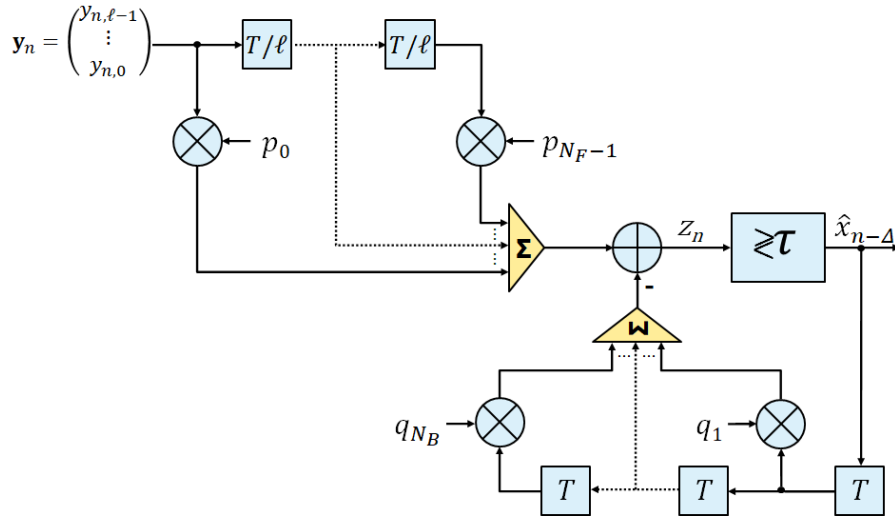 y_{n,ℓ−1}
𝐲_n = ( ⋮ )
y_{n,0}
T/ℓ
T/ℓ
p_0
p_{N_F−1}
Σ
z_n
≷τ
x̂_{n−Δ}
-
Σ
q_{N_B}
q_1
T
T
T